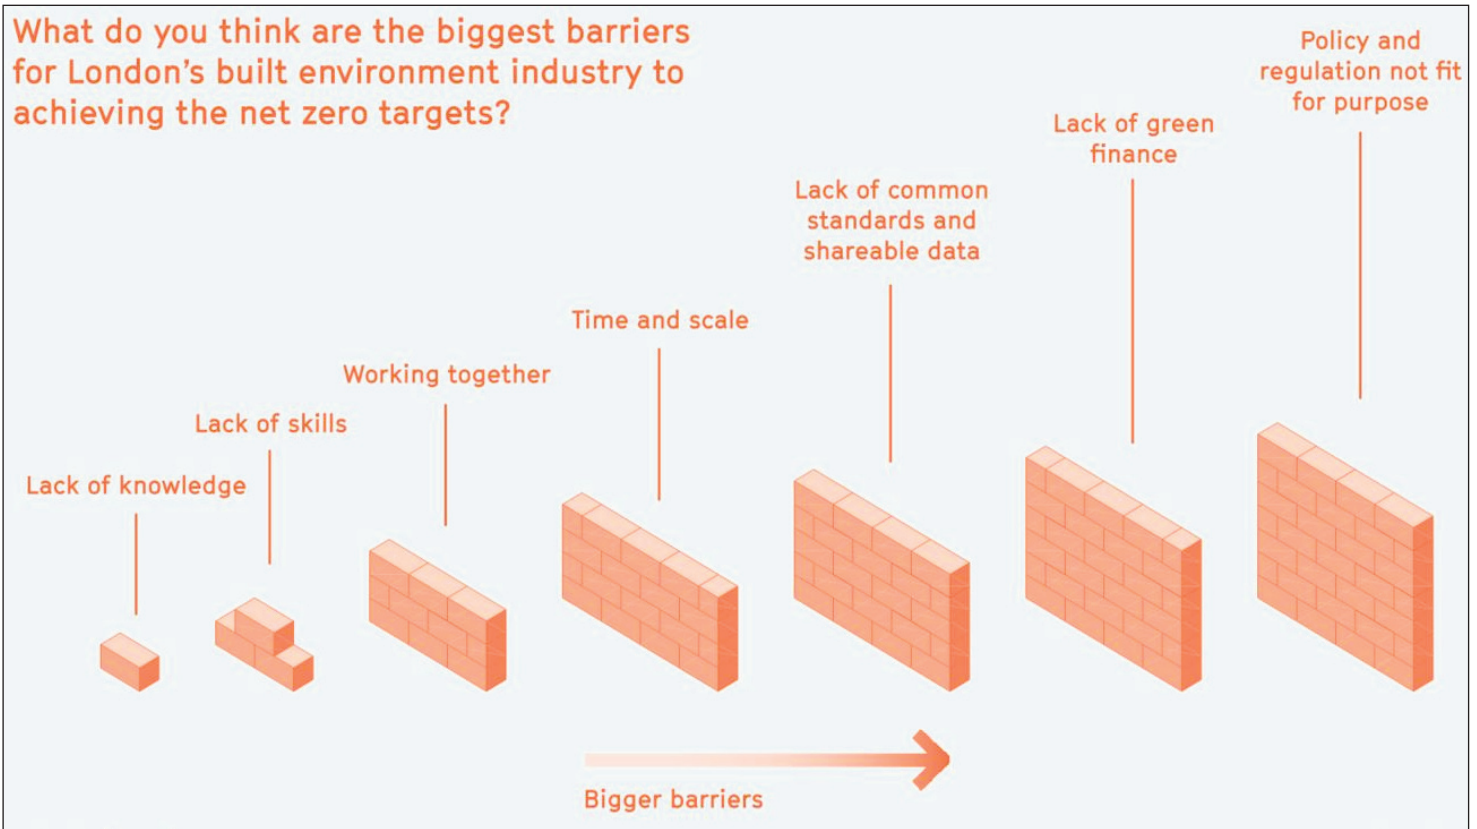 What do you think are the biggest barriers
for London's built environment industry to
achieving the net zero targets?
Lack of knowledge
Lack of skills
Working together
Time and scale
Lack of common
standards and
shareable data
Lack of green
finance
Policy and
regulation not fit
for purpose
Bigger barriers